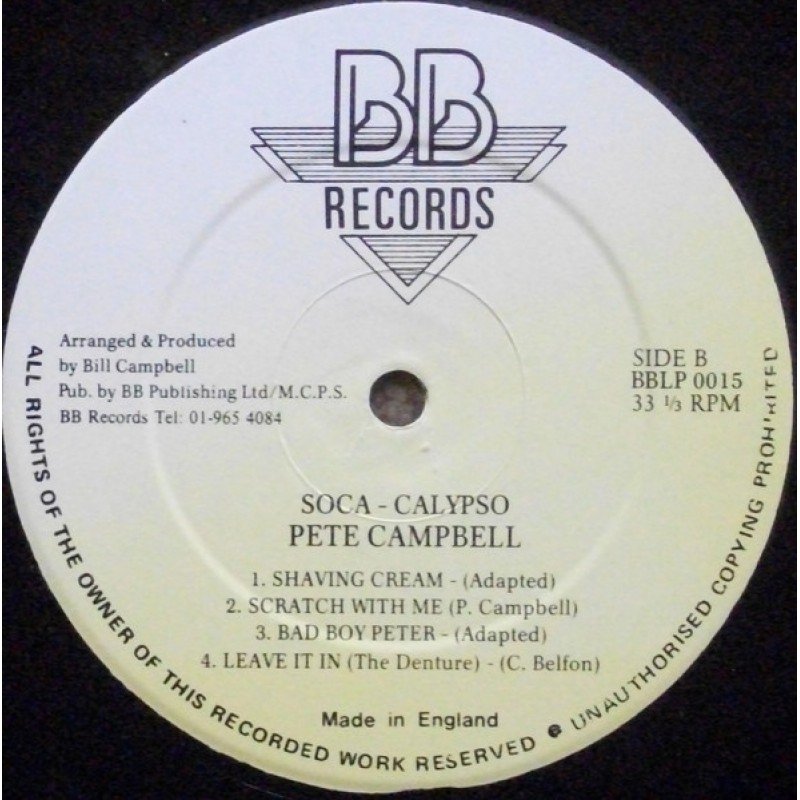 BB
RECORDS
Arranged & Produced
by Bill Campbell
Pub. by BB Publishing Ltd/M.C.P.S.
BB Records Tel: 01-965 4084
SIDE B
BBLP 0015
33 ⅓ RPM
SOCA - CALYPSO
PETE CAMPBELL
1. SHAVING CREAM - (Adapted)
2. SCRATCH WITH ME (P. Campbell)
3. BAD BOY PETER - (Adapted)
4. LEAVE IT IN (The Denture) - (C. Belfon)
Made in England
ALL RIGHTS OF THE OWNER OF THIS RECORDED WORK RESERVED ● UNAUTHORISED COPYING PROHIBITED